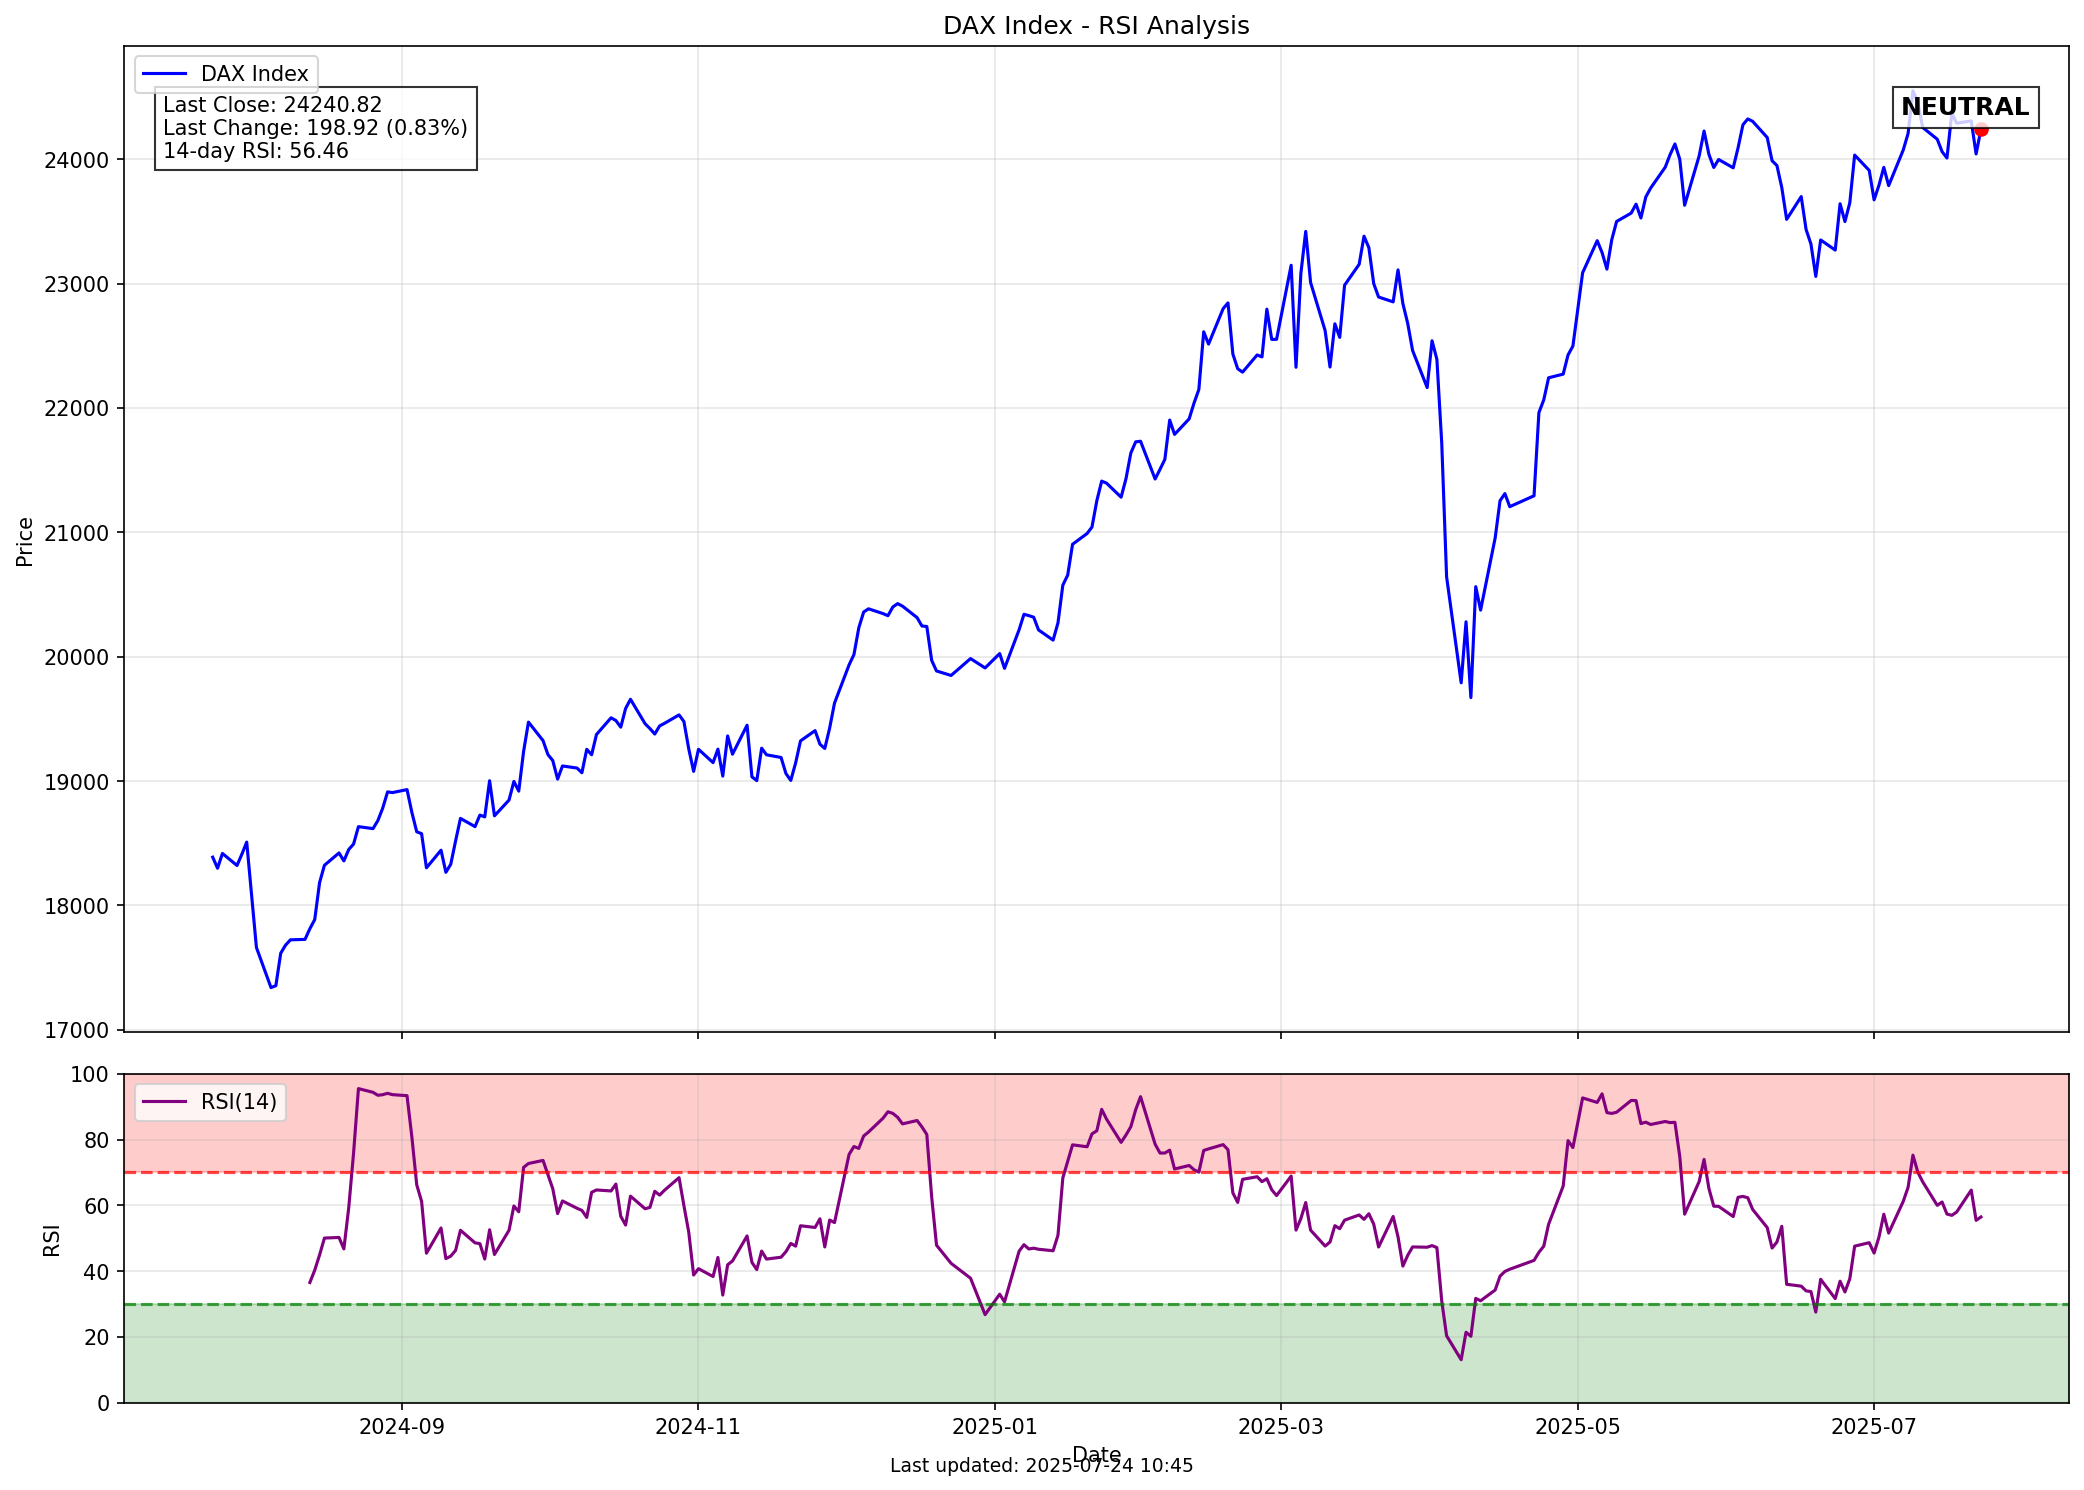 DAX Index - RSI Analysis
DAX Index
Last Close: 24240.82
Last Change: 198.92 (0.83%)
14-day RSI: 56.46
NEUTRAL
Price
24000
23000
22000
21000
20000
19000
18000
17000
RSI(14)
RSI
100
80
60
40
20
0
2024-09
2024-11
2025-01
2025-03
2025-05
2025-07
Date
Last updated: 2025-07-24 10:45